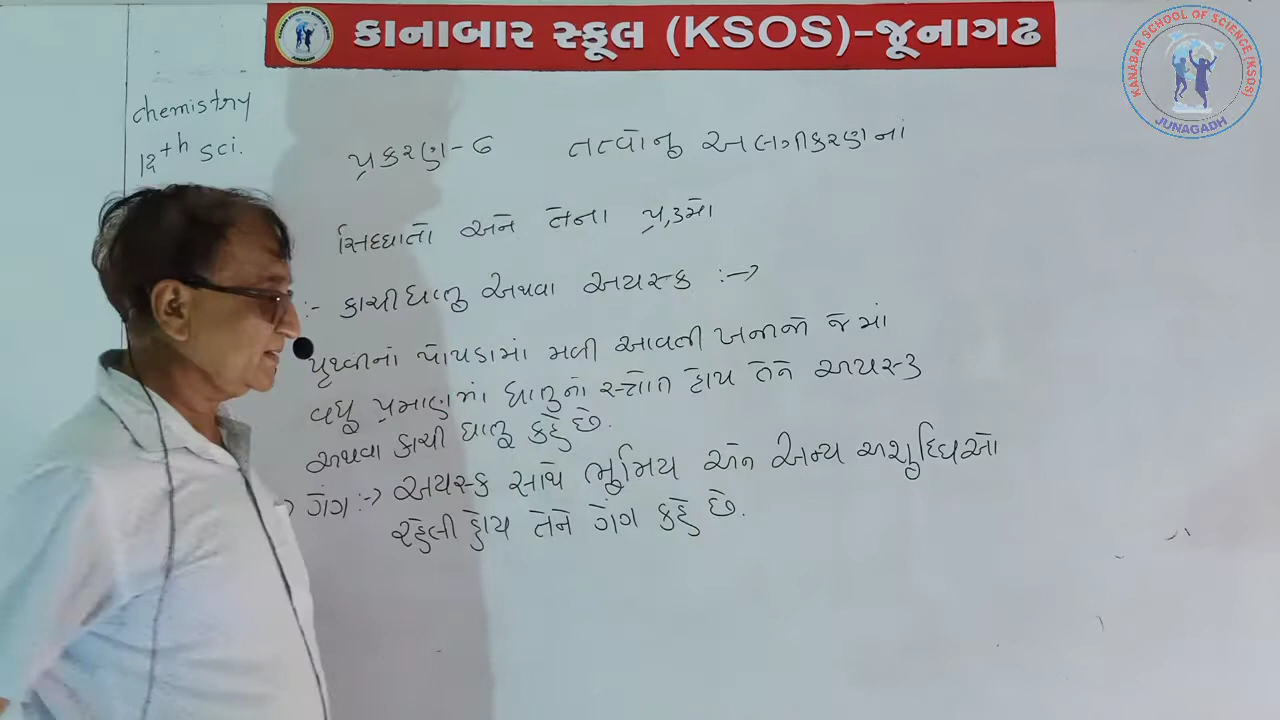 કાનાબાર સ્કૂલ (KSOS)-જૂનાગઢ
KANABAR SCHOOL OF SCIENCE (KSOS)
JUNAGADH
chemistry
12th sci.
પ્રકરણ-૬ તત્વોનુ અલગીકરણનાં
સિધ્ધાતો અને તેના પ્રક્રમો
:- કાચીધાતુ અથવા અયસ્ક :->
પૃથ્વીનાં પોપડામાં મળી આવતી ખનીજો જેમાં
વધુ પ્રમાણમાં ધાતુનો સ્ત્રોત હોય તેને અયસ્ક
અથવા કાચી ધાતૂ કહે છે.
ગેંગ :-> અયસ્ક સાથે ભૂમિય અને અન્ય અશુધ્ધિઓ
રહેલી હોય તેને ગેંગ કહે છે.